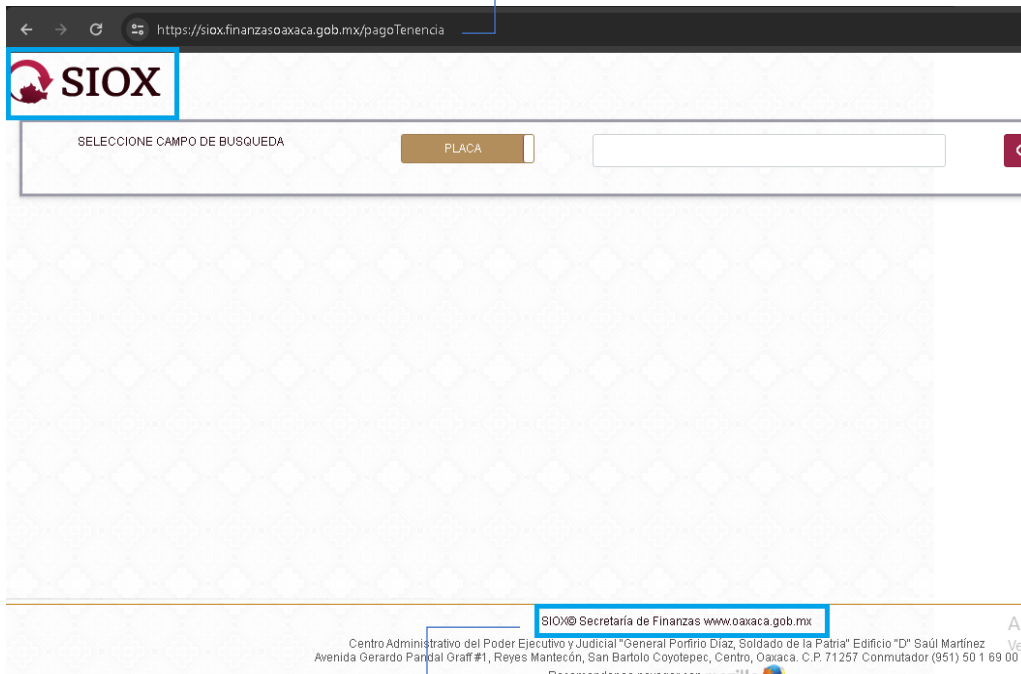 https://siox.finanzasoaxaca.gob.mx/pagoTenencia
SIOX
SELECCIONE CAMPO DE BUSQUEDA
PLACA
SIOX© Secretaría de Finanzas www.oaxaca.gob.mx
Centro Administrativo del Poder Ejecutivo y Judicial "General Porfirio Díaz, Soldado de la Patria" Edificio "D" Saúl Martínez
Avenida Gerardo Pandal Graff #1, Reyes Mantecón, San Bartolo Coyotepec, Centro, Oaxaca. C.P. 71257 Conmutador (951) 50 1 69 00